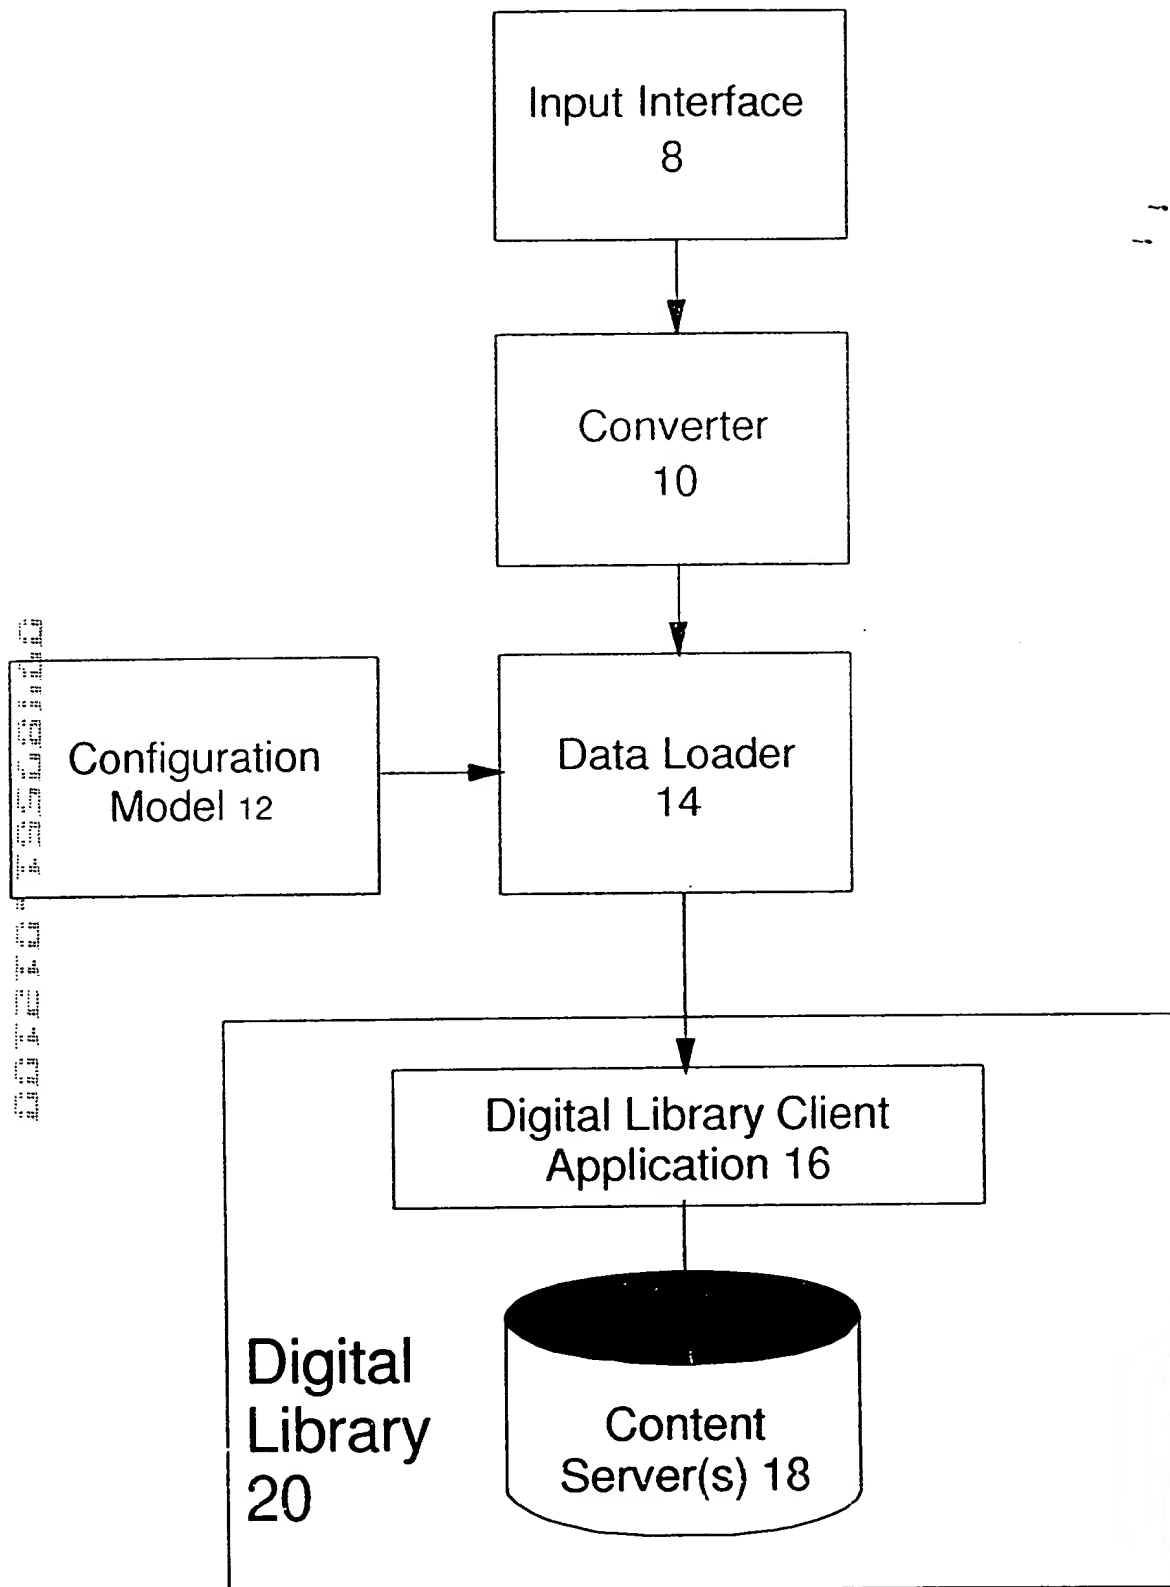 Input Interface
8
Converter
10
Configuration
Model 12
Data Loader
14
Digital Library Client
Application 16
Digital
Library
20
Content
Server(s) 18